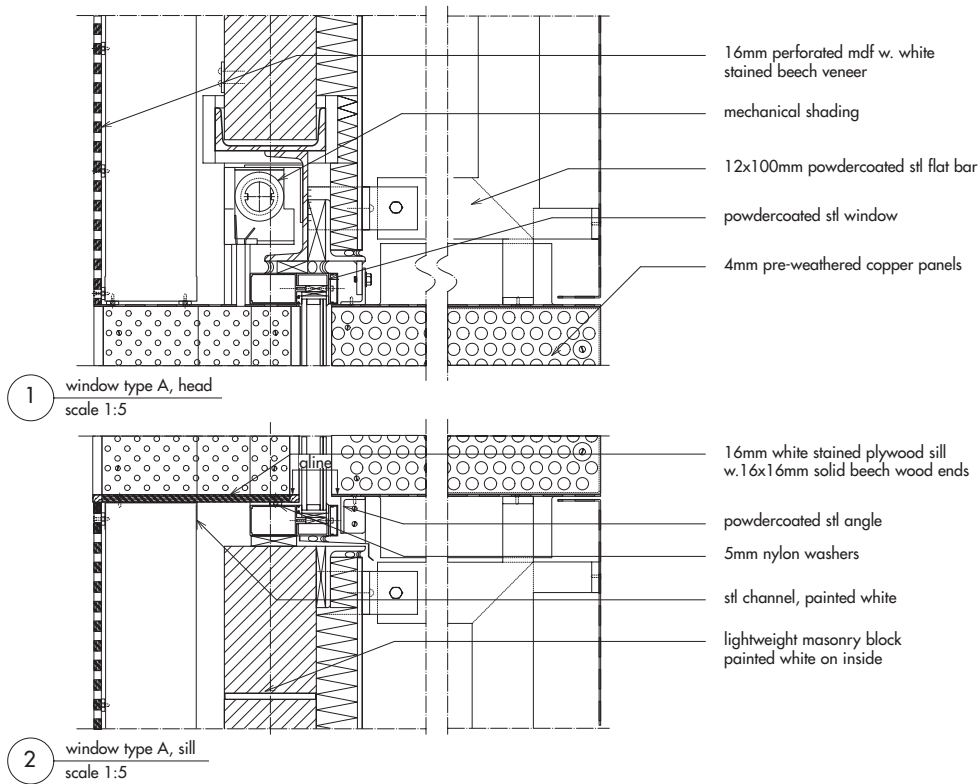 16mm perforated mdf w. white
stained beech veneer
mechanical shading
12x100mm powdercoated stl flat bar
powdercoated stl window
4mm pre-weathered copper panels
1
window type A, head
scale 1:5
16mm white stained plywood sill
w.16x16mm solid beech wood ends
aline
powdercoated stl angle
5mm nylon washers
stl channel, painted white
lightweight masonry block
painted white on inside
2
window type A, sill
scale 1:5